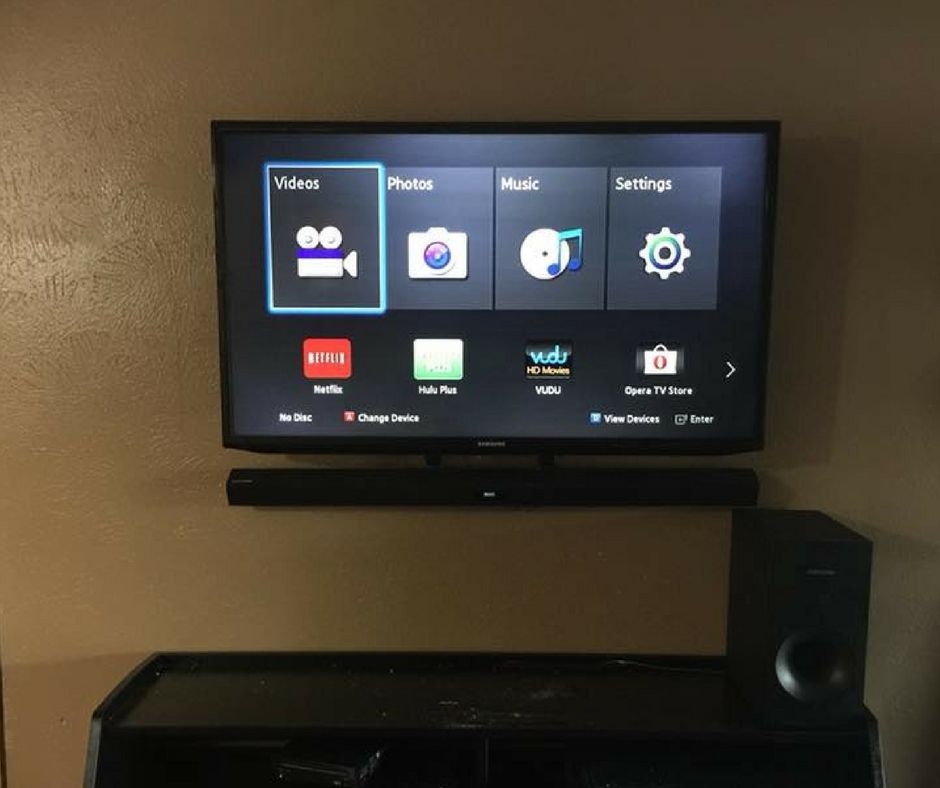 Videos
Photos
Music
Settings
NETFLIX
vudu
HD Movies
Netflix
Hulu Plus
VUDU
Opera TV Store
No Disc
A Change Device
D View Devices
Enter
SAMSUNG